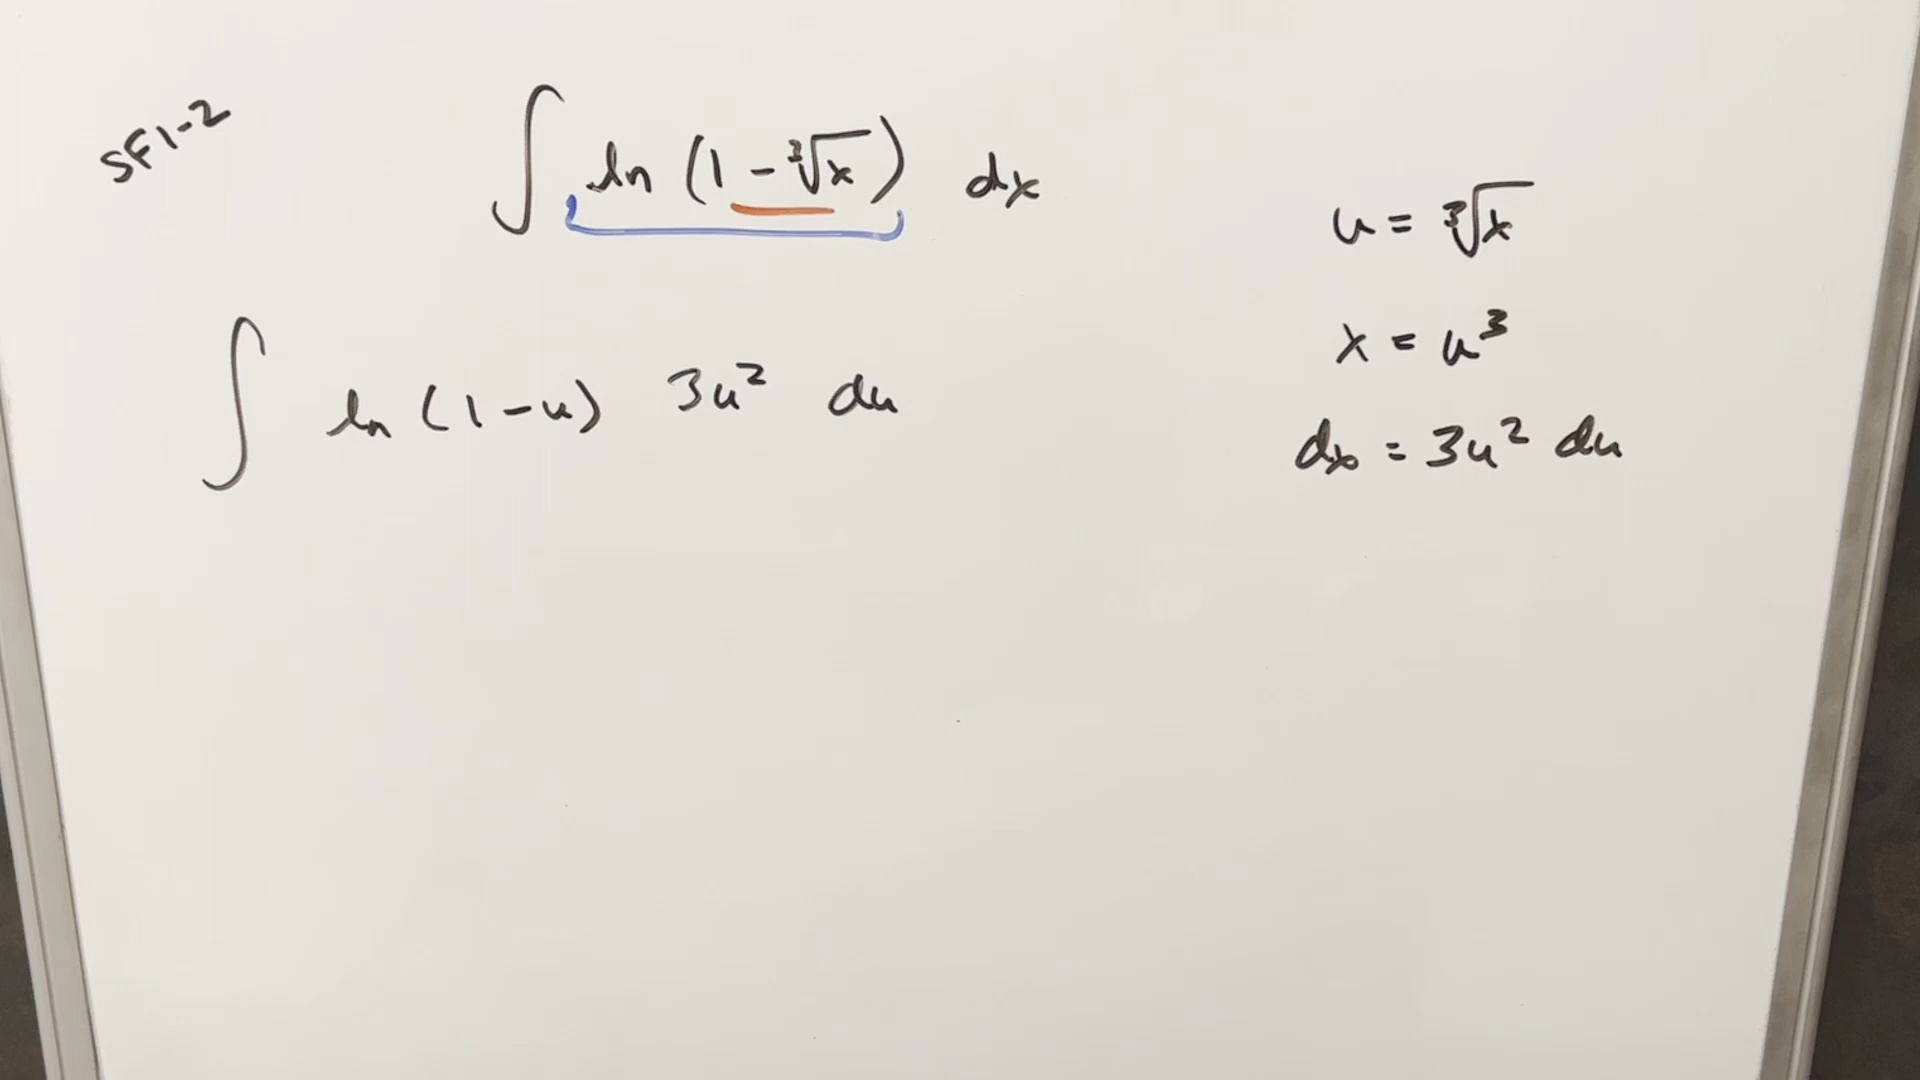 SF1-2
∫ ln (1 - ∛x) dx
u = ∛x
x = u³
∫ ln (1-u) 3u² du
dx = 3u² du